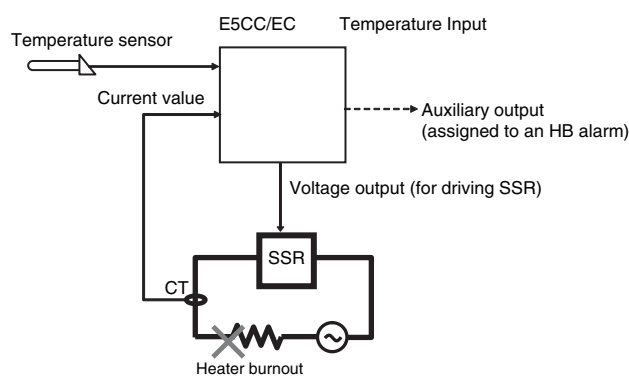 E5CC/EC
Temperature Input
Temperature sensor
Current value
Auxiliary output
(assigned to an HB alarm)
Voltage output (for driving SSR)
SSR
CT
Heater burnout